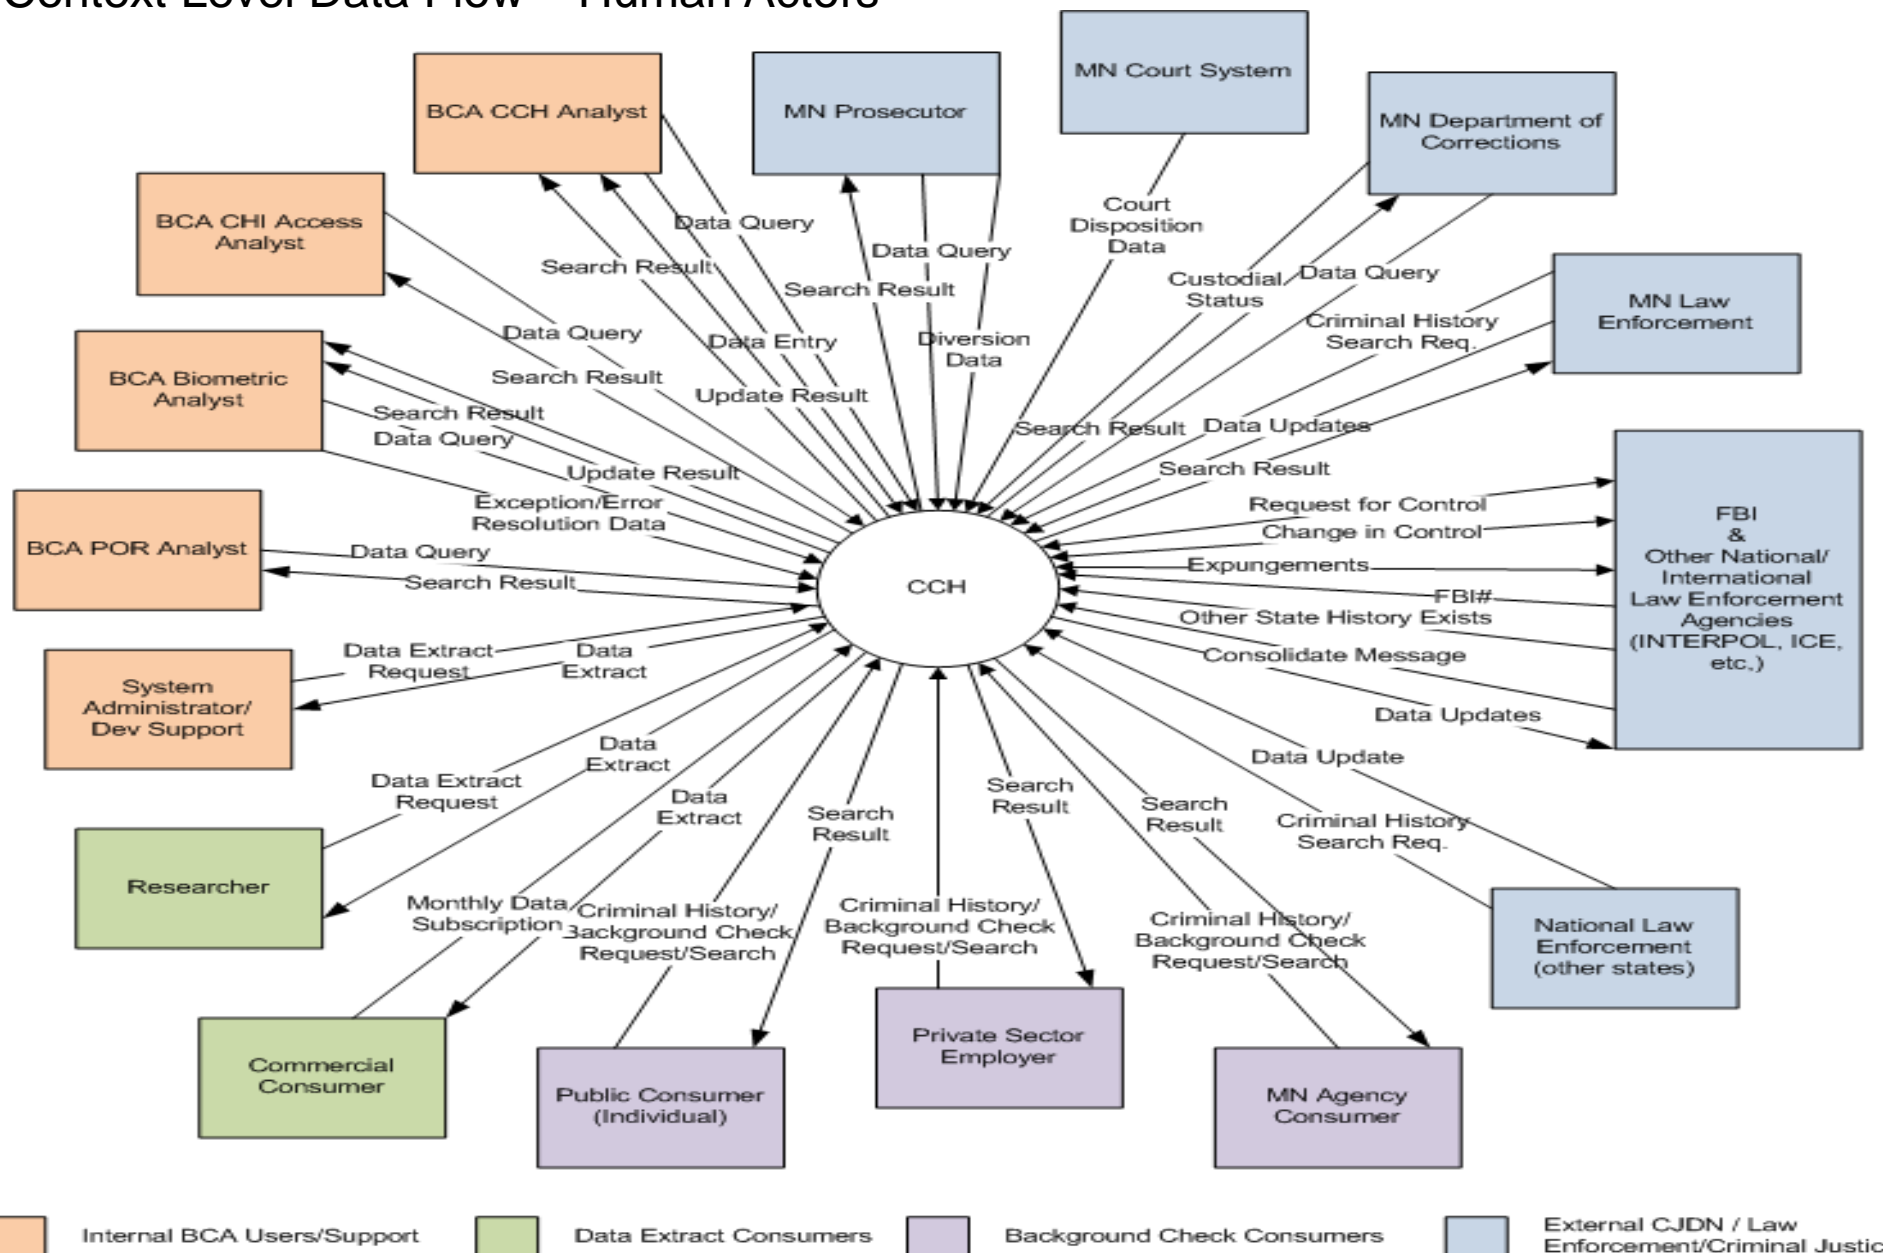 Context Level Data Flow – Human Actors
MN Court System
BCA CCH Analyst
MN Prosecutor
MN Department of
Corrections
BCA CHI Access
Analyst
Data Query
Court
Disposition
Data
Data Query
Search Result
Search Result
Custodial
Status
Data Query
MN Law
Enforcement
Data Query
Data Entry
Diversion
Data
Criminal History
Search Req.
BCA Biometric
Analyst
Search Result
Update Result
Search Result
Data Query
Search Result
Data Updates
Update Result
Search Result
Exception/Error
Resolution Data
Request for Control
Change in Control
FBI
&
Other National/
International
Law Enforcement
Agencies
(INTERPOL, ICE,
etc,)
BCA POR Analyst
Data Query
Search Result
CCH
Expungements
FBI#
Other State History Exists
Consolidate Message
Data Updates
System
Administrator/
Dev Support
Data Extract
Request
Data
Extract
Data
Extract
Data Extract
Request
Data
Extract
Search
Result
Search
Result
Search
Result
Data Update
Criminal History
Search Req.
Researcher
Monthly Data
Subscription
Criminal History/
Background Check
Request/Search
Criminal History/
Background Check
Request/Search
Criminal History/
Background Check
Request/Search
National Law
Enforcement
(other states)
Commercial
Consumer
Public Consumer
(Individual)
Private Sector
Employer
MN Agency
Consumer
Internal BCA Users/Support
Data Extract Consumers
Background Check Consumers
External CJDN / Law
Enforcement/Criminal Justic